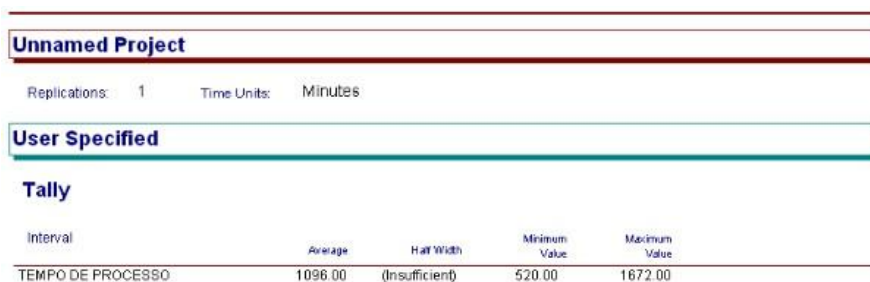 Unnamed Project
Replications: 1 Time Units: Minutes
User Specified
Tally
Interval Average Half Width Minimum Value Maximum Value
TEMPO DE PROCESSO 1096.00 (Insufficient) 520.00 1672.00